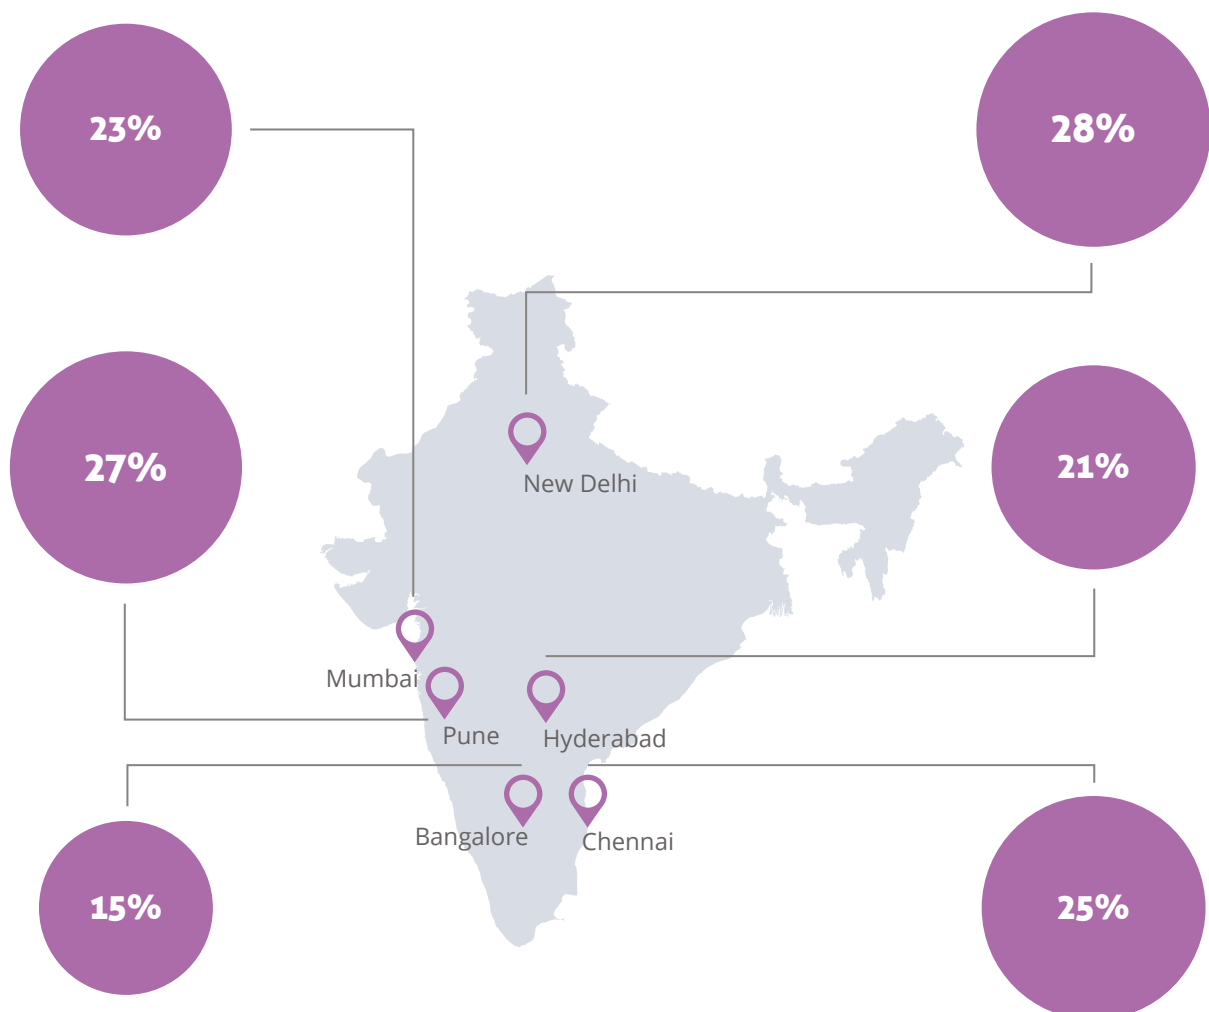 23%
28%
27%
21%
New Delhi
Mumbai
Pune
Hyderabad
Bangalore
Chennai
15%
25%